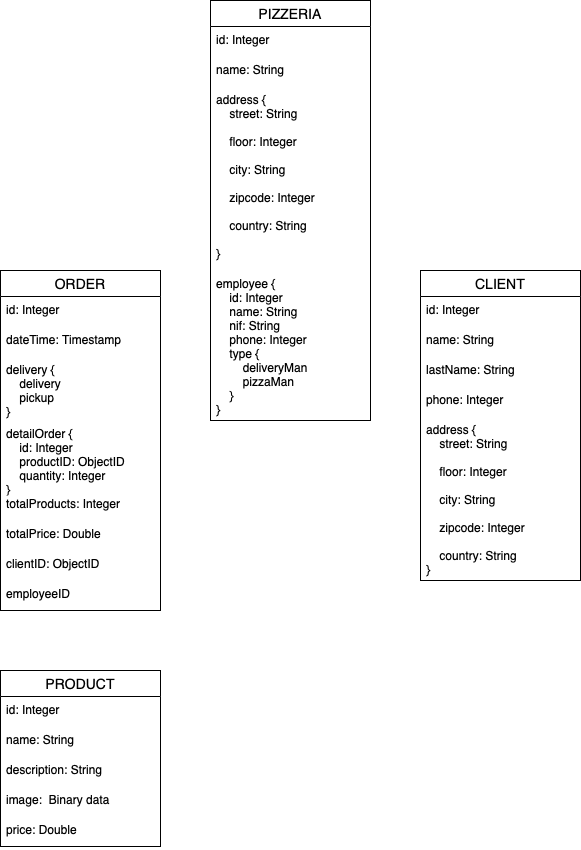 PIZZERIA
id: Integer
name: String
address {
street: String
floor: Integer
city: String
zipcode: Integer
country: String
}
employee {
id: Integer
name: String
nif: String
phone: Integer
type {
deliveryMan
pizzaMan
}
}
ORDER
id: Integer
dateTime: Timestamp
delivery {
delivery
pickup
}
detailOrder {
id: Integer
productID: ObjectID
quantity: Integer
}
totalProducts: Integer
totalPrice: Double
clientID: ObjectID
employeeID
CLIENT
id: Integer
name: String
lastName: String
phone: Integer
address {
street: String
floor: Integer
city: String
zipcode: Integer
country: String
}
PRODUCT
id: Integer
name: String
description: String
image:  Binary data
price: Double